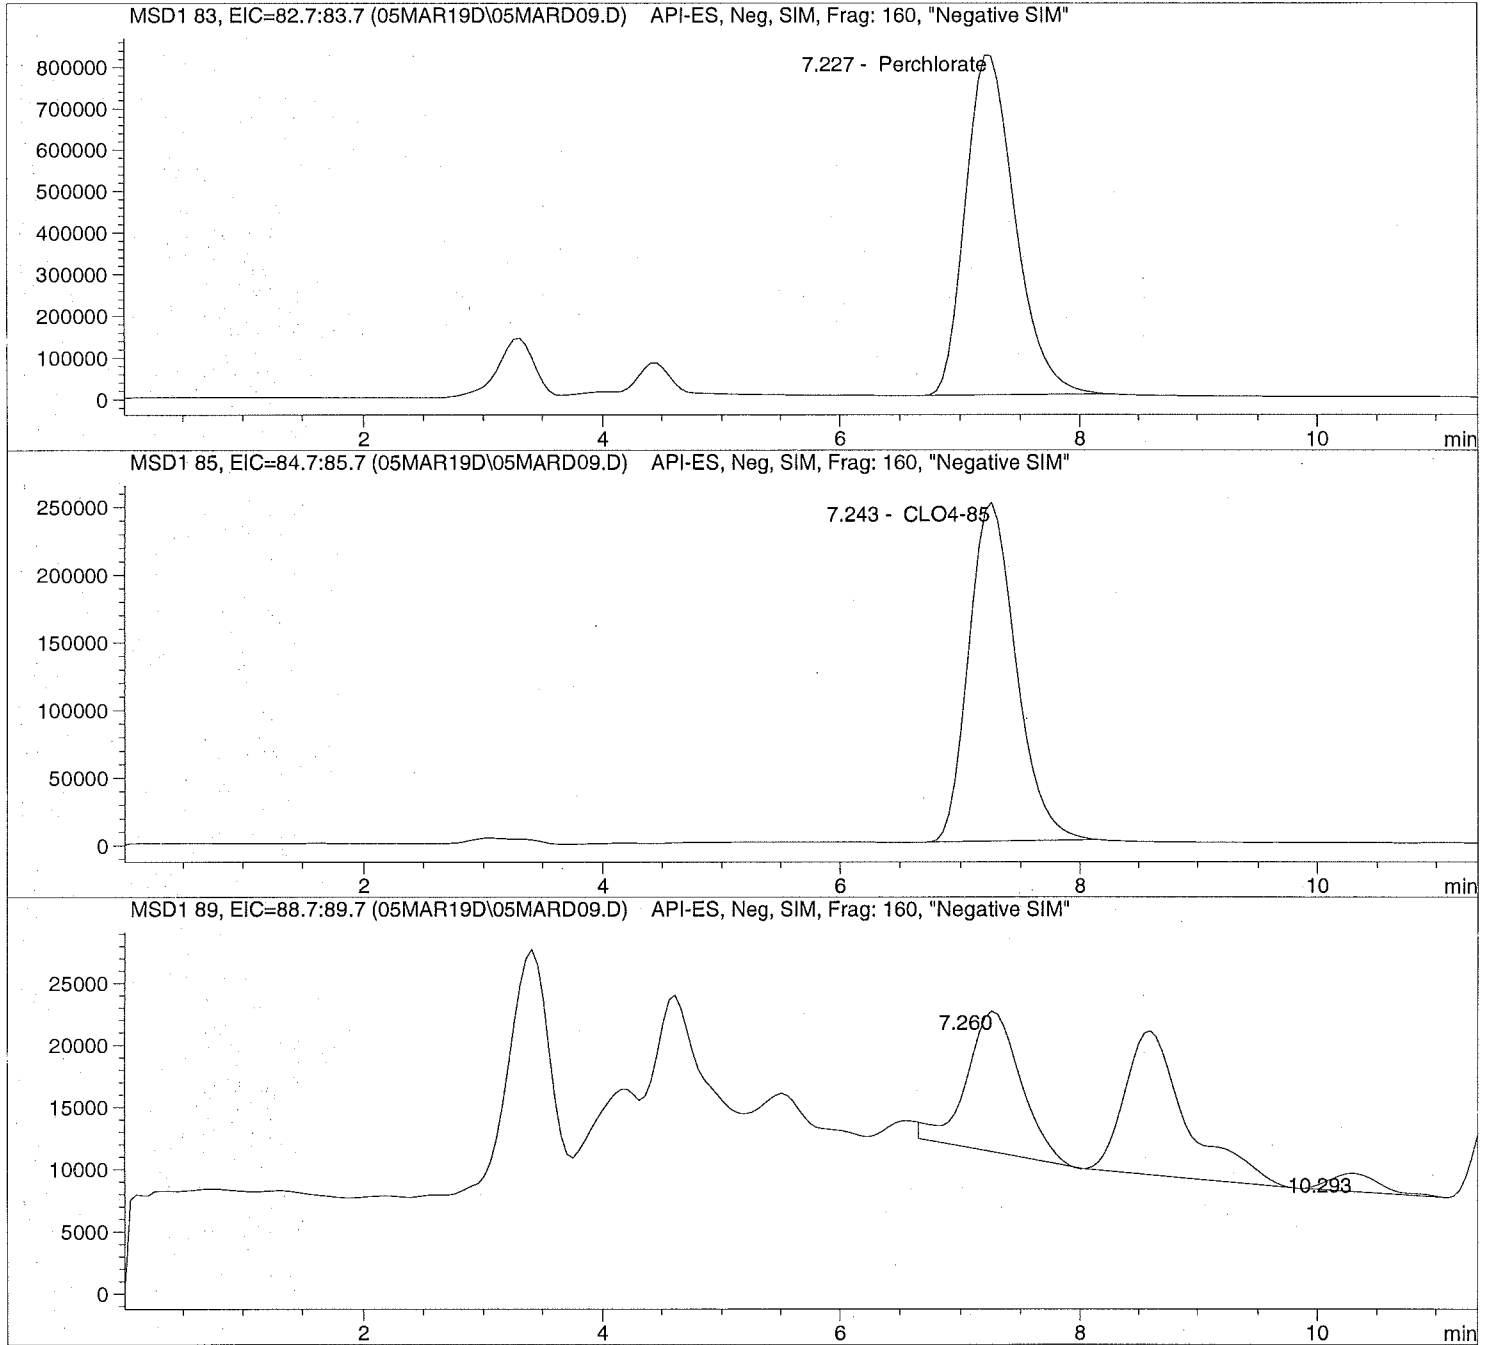 MSD1 83, EIC=82.7:83.7 (05MAR19D\05MARD09.D) API-ES, Neg, SIM, Frag: 160, "Negative SIM"
7.227 - Perchlorate
800000
700000
600000
500000
400000
300000
200000
100000
0
2 4 6 8 10 min
MSD1 85, EIC=84.7:85.7 (05MAR19D\05MARD09.D) API-ES, Neg, SIM, Frag: 160, "Negative SIM"
7.243 - CLO4-85
250000
200000
150000
100000
50000
0
2 4 6 8 10 min
MSD1 89, EIC=88.7:89.7 (05MAR19D\05MARD09.D) API-ES, Neg, SIM, Frag: 160, "Negative SIM"
25000
7.260
20000
15000
10000
10.293
5000
0
2 4 6 8 10 min